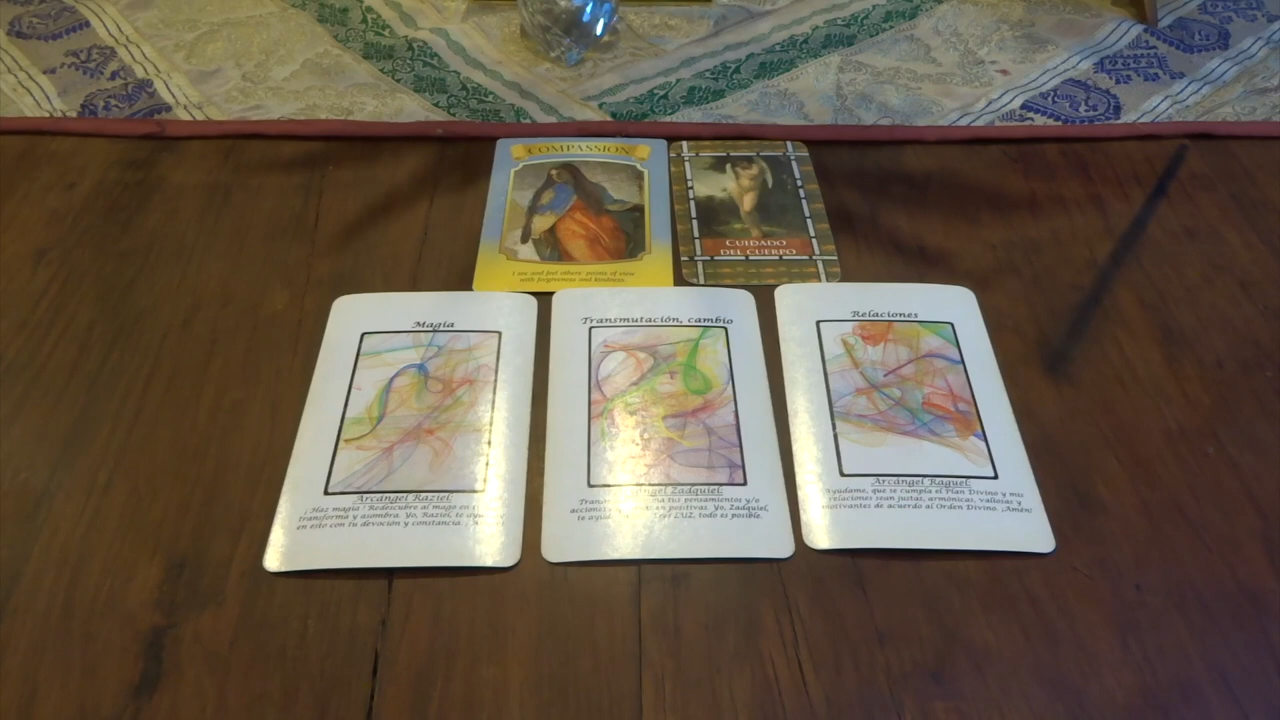 COMPASSION
I see and feel others' points of view
with forgiveness and kindness.
CUIDADO
DEL CUERPO
Magia
Arcángel Raziel:
¡ Haz magia ! Redescubre al mago en
transforma y asombra. Yo, Raziel, te
en esto con tu devoción y constancia.
Transmutación, cambio
Zadquiel:
tus pensamientos y/o
positivas. Yo, Zadquiel,
LUZ, todo es posible.
Relaciones
Arcángel Raguel:
Ayúdame, que se cumpla el Plan Divino y mis
relaciones sean justas, armónicas, valiosas y
motivantes de acuerdo al Orden Divino. ¡Amén!